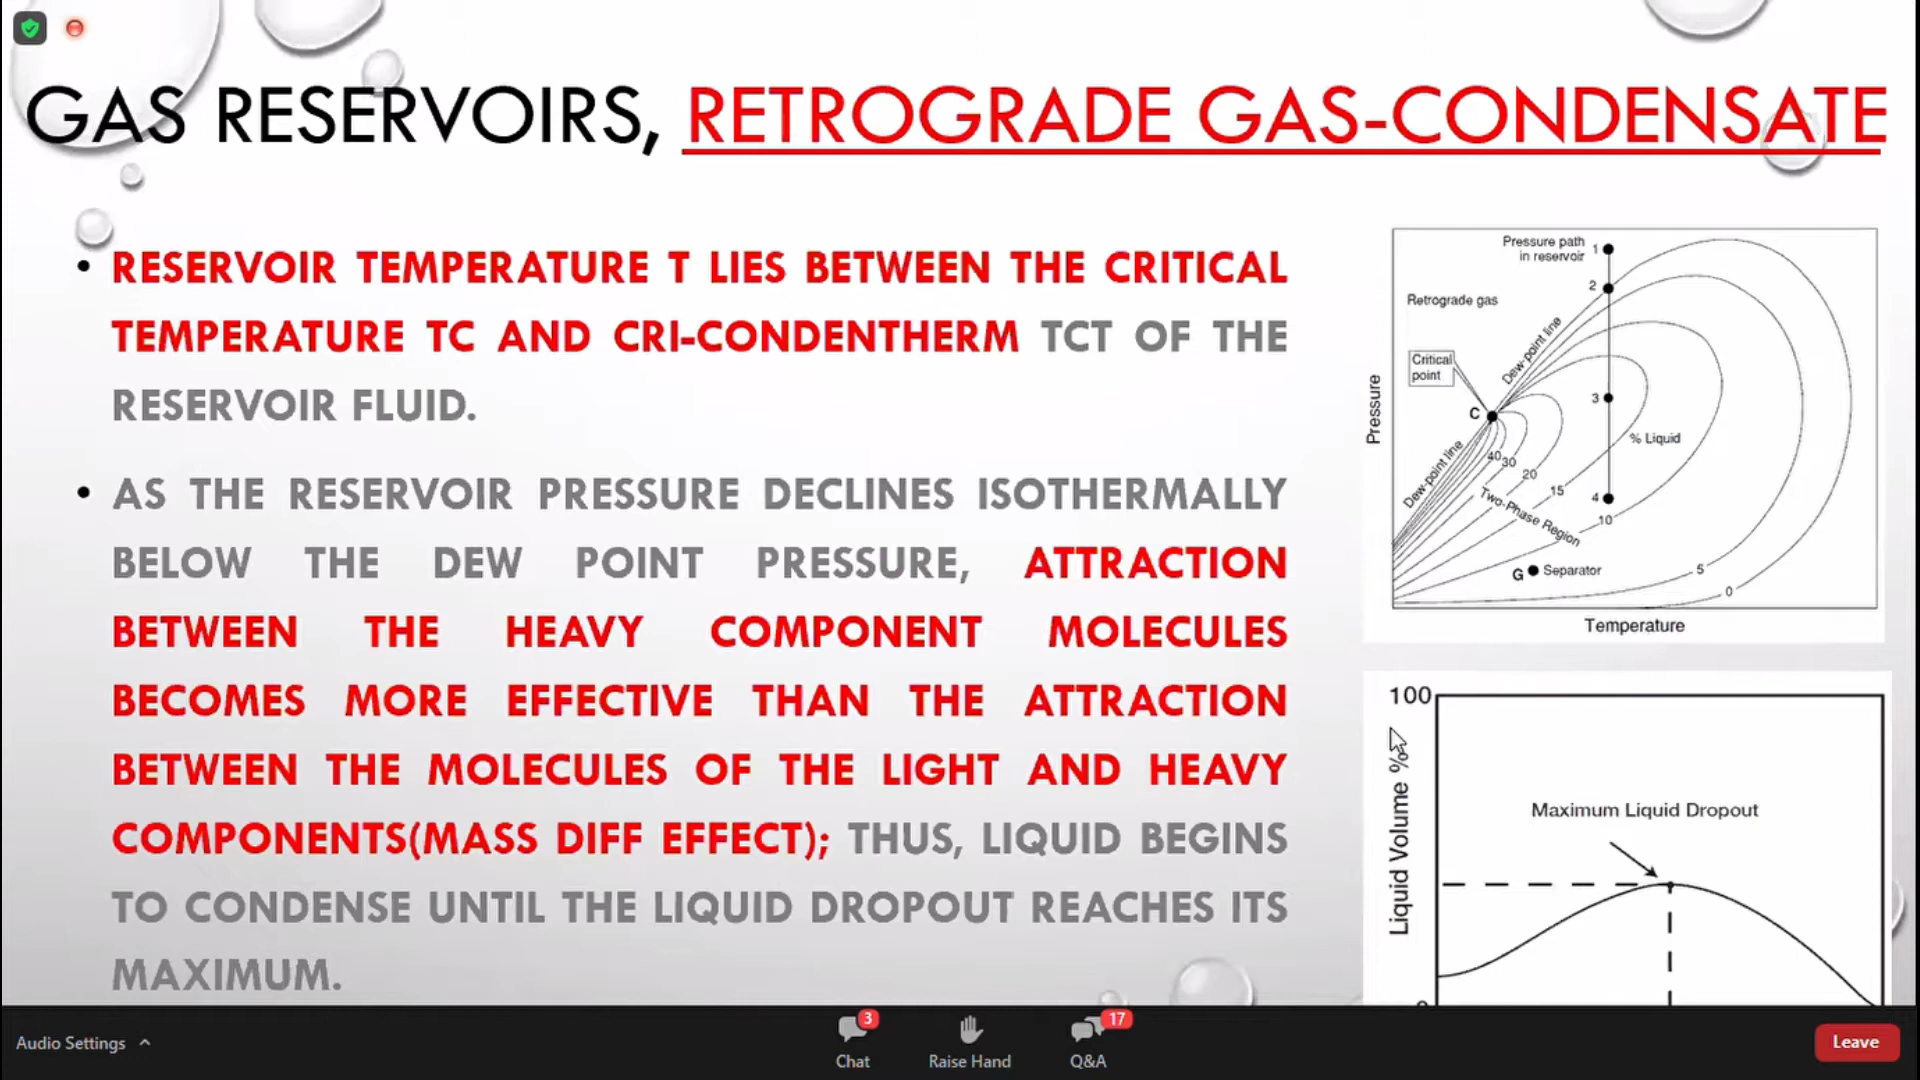 GAS RESERVOIRS, RETROGRADE GAS-CONDENSATE
• RESERVOIR TEMPERATURE T LIES BETWEEN THE CRITICAL
TEMPERATURE TC AND CRI-CONDENTHERM TCT OF THE
RESERVOIR FLUID.
• AS THE RESERVOIR PRESSURE DECLINES ISOTHERMALLY
BELOW THE DEW POINT PRESSURE, ATTRACTION
BETWEEN THE HEAVY COMPONENT MOLECULES
BECOMES MORE EFFECTIVE THAN THE ATTRACTION
BETWEEN THE MOLECULES OF THE LIGHT AND HEAVY
COMPONENTS(MASS DIFF EFFECT); THUS, LIQUID BEGINS
TO CONDENSE UNTIL THE LIQUID DROPOUT REACHES ITS
MAXIMUM.
Pressure path
in reservoir
1
2
Retrograde gas
Dew-point line
Critical
point
C
3
Pressure
% Liquid
Dew-point line
40
30
20
15
4
10
Two-Phase Region
G
Separator
5
0
Temperature
100
Liquid Volume %
Maximum Liquid Dropout
Audio Settings
3
Chat
Raise Hand
17
Q&A
Leave